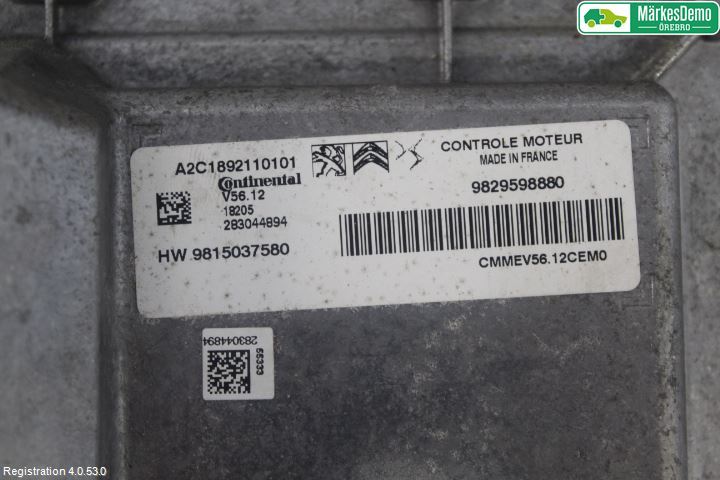 MärkesDemo
ÖREBRO
A2C1892110101
Continental
V56.12
18205
283044894
HW 9815037580
CONTROLE MOTEUR
MADE IN FRANCE
9829598880
CMMEV56.12CEM0
283044894
55333
Registration 4.0.53.0